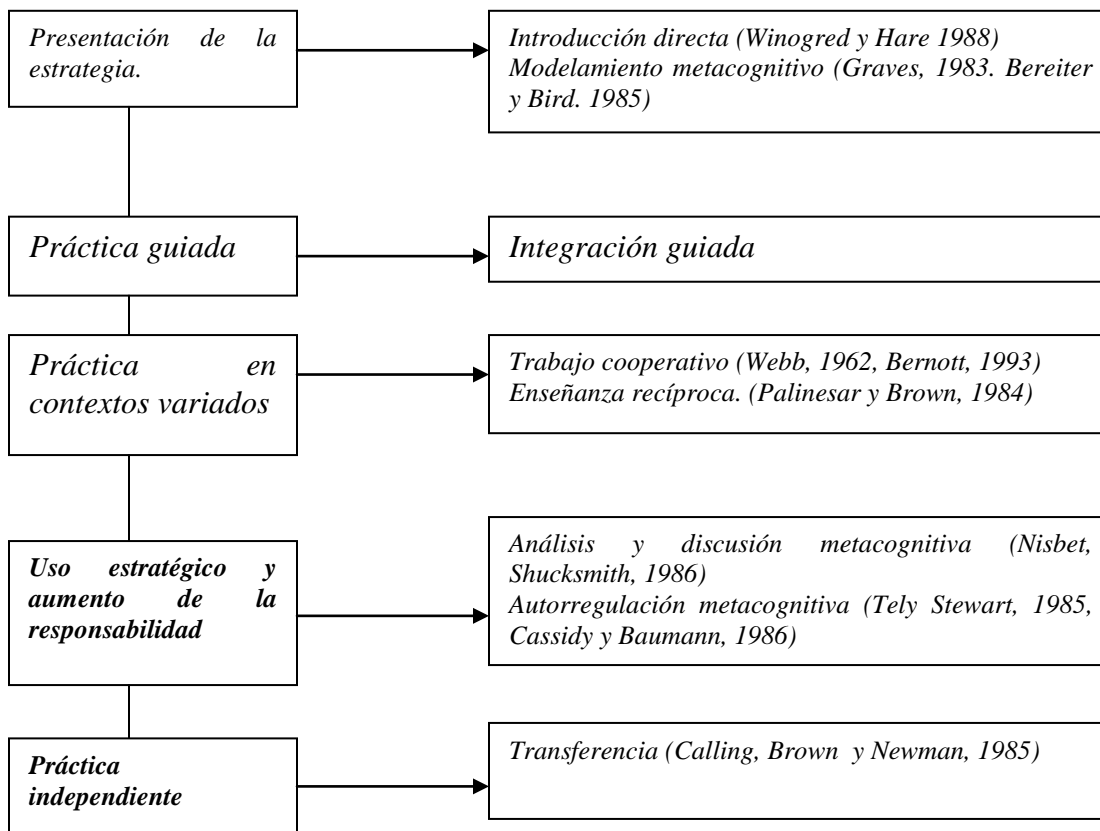 Presentación de la
estrategia.
Introducción directa (Winogred y Hare 1988)
Modelamiento metacognitivo (Graves, 1983. Bereiter
y Bird. 1985)
Práctica guiada
Integración guiada
Práctica en
contextos variados
Trabajo cooperativo (Webb, 1962, Bernott, 1993)
Enseñanza recíproca. (Palinesar y Brown, 1984)
Uso estratégico y
aumento de la
responsabilidad
Análisis y discusión metacognitiva (Nisbet,
Shucksmith, 1986)
Autorregulación metacognitiva (Tely Stewart, 1985,
Cassidy y Baumann, 1986)
Práctica
independiente
Transferencia (Calling, Brown y Newman, 1985)